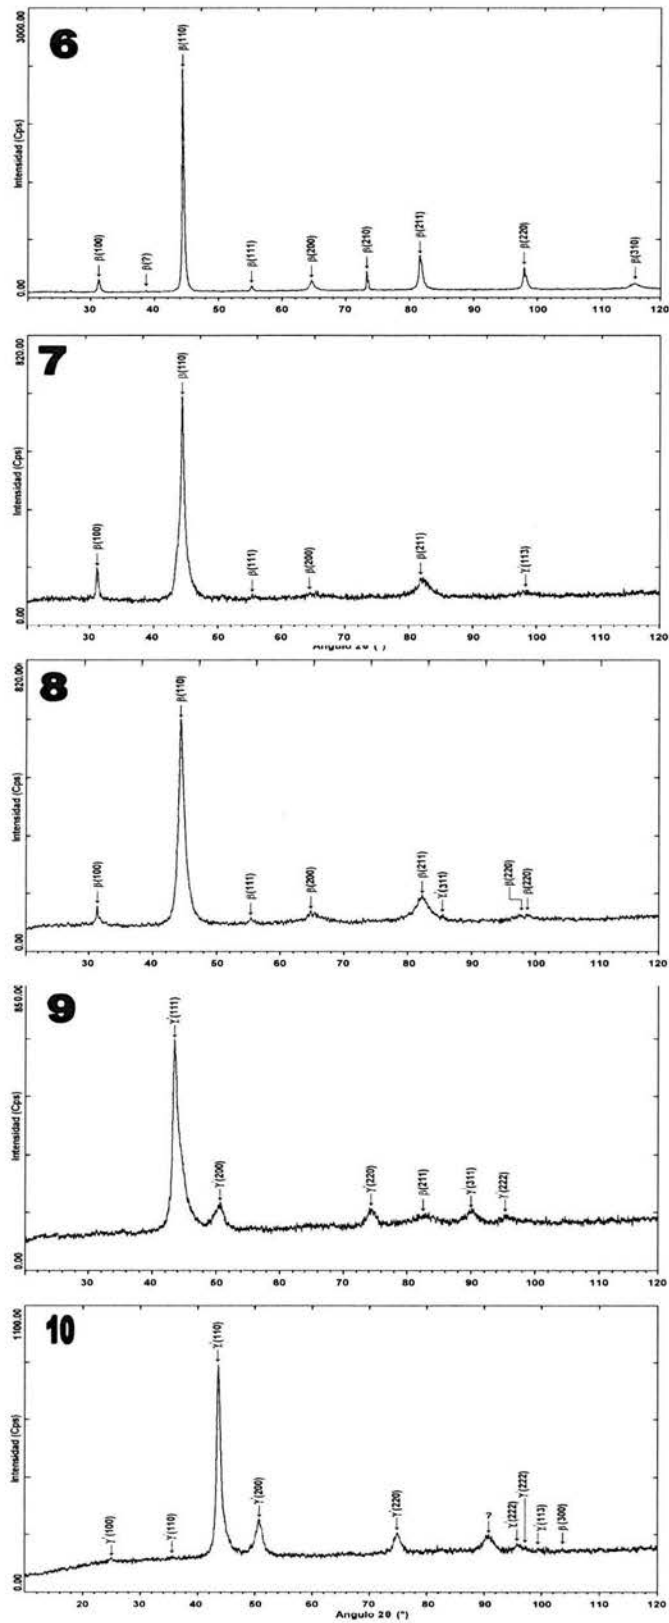 6
3000.00
Intensidad (Cps)
0.00
β(100)
β(?)
β(110)
β(111)
β(200)
β(210)
β(211)
β(220)
β(310)
30 40 50 60 70 80 90 100 110 120
7
820.00
Intensidad (Cps)
0.00
β(100)
β(110)
β(111)
β(200)
β(211)
γ'(113)
30 40 50 60 70 80 90 100 110 120
Angulo 2θ (°)
8
820.00
Intensidad (Cps)
0.00
β(100)
β(110)
β(111)
β(200)
β(211)
γ'(311)
β(220)
β(220)
30 40 50 60 70 80 90 100 110 120
9
850.00
Intensidad (Cps)
0.00
γ'(111)
γ'(200)
γ'(220)
β(211)
γ'(311)
γ'(222)
30 40 50 60 70 80 90 100 110 120
10
1100.00
Intensidad (Cps)
0.00
γ'(100)
γ'(110)
γ'(110)
γ'(200)
γ'(220)
?
γ'(222)
γ'(222)
γ'(113)
β(300)
20 30 40 50 60 70 80 90 100 110 120
Angulo 2θ (°)